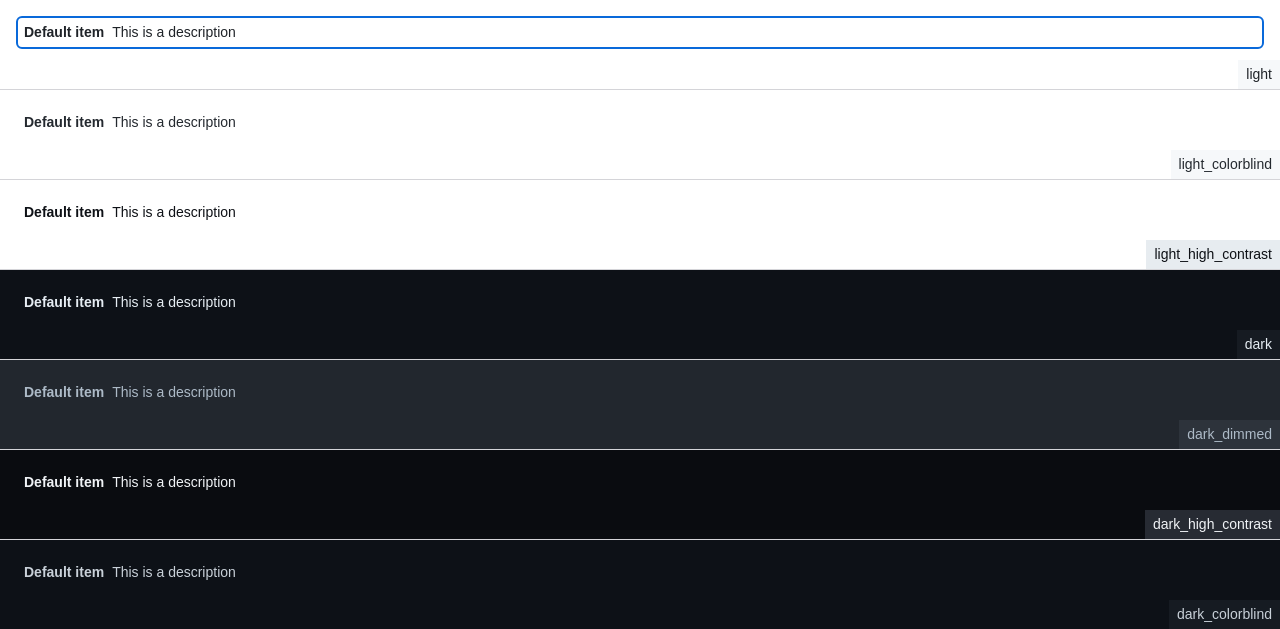 Default item This is a description
light
Default item This is a description
light_colorblind
Default item This is a description
light_high_contrast
Default item This is a description
dark
Default item This is a description
dark_dimmed
Default item This is a description
dark_high_contrast
Default item This is a description
dark_colorblind